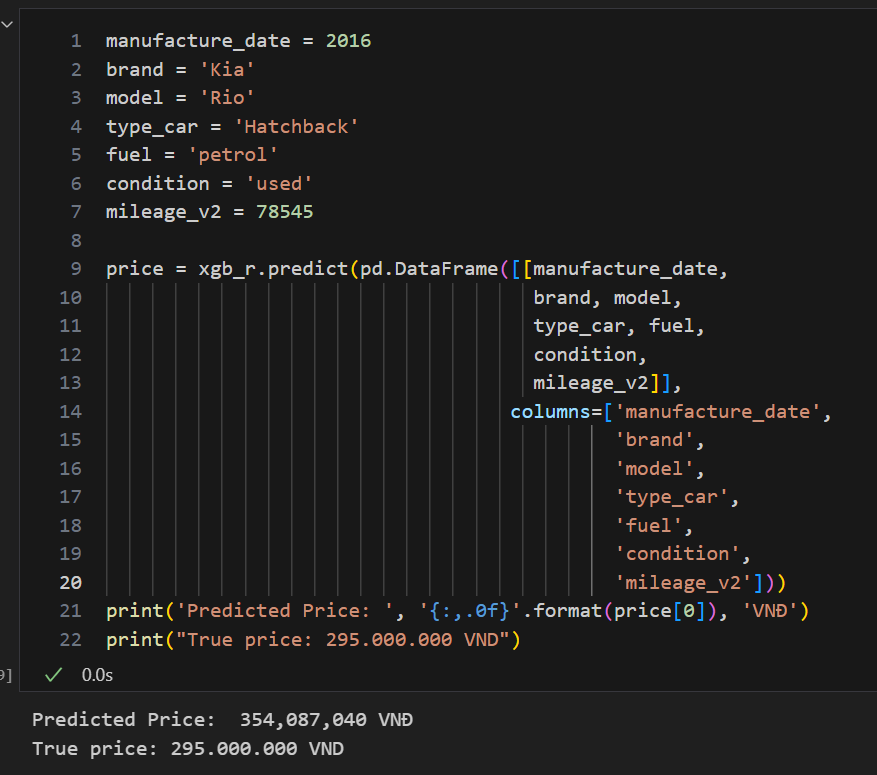 1 manufacture_date = 2016
2 brand = 'Kia'
3 model = 'Rio'
4 type_car = 'Hatchback'
5 fuel = 'petrol'
6 condition = 'used'
7 mileage_v2 = 78545
8
9 price = xgb_r.predict(pd.DataFrame([[manufacture_date,
10 brand, model,
11 type_car, fuel,
12 condition,
13 mileage_v2]],
14 columns=['manufacture_date',
15 'brand',
16 'model',
17 'type_car',
18 'fuel',
19 'condition',
20 'mileage_v2']))
21 print('Predicted Price: ', '{:,.0f}'.format(price[0]), 'VNĐ')
22 print("True price: 295.000.000 VND")
9] 0.0s
Predicted Price:  354,087,040 VNĐ
True price: 295.000.000 VND